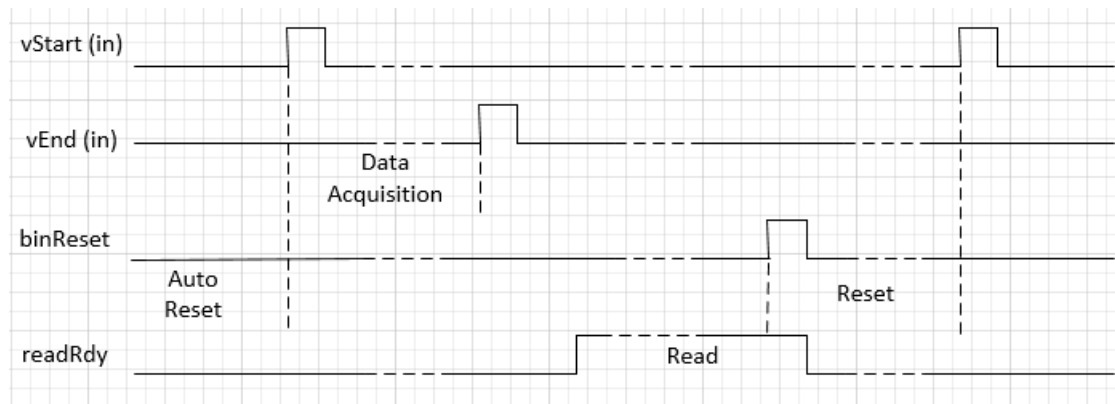 vStart (in)
vEnd (in)
Data
Acquisition
binReset
Auto
Reset
Reset
readRdy
Read